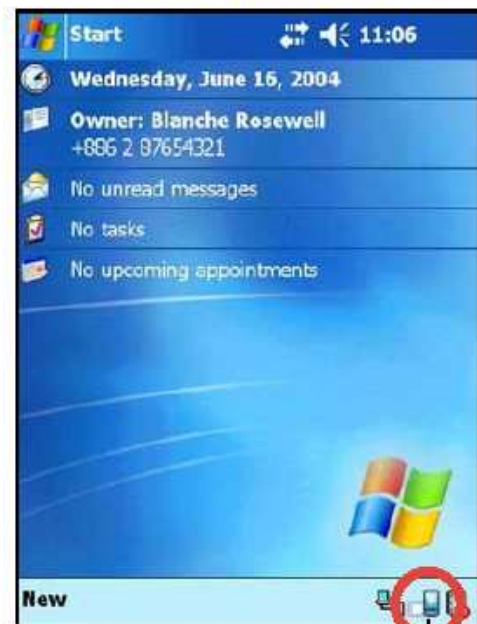 Start 11:06
Wednesday, June 16, 2004
Owner: Blanche Rosewell
+886 2 87654321
No unread messages
No tasks
No upcoming appointments
New